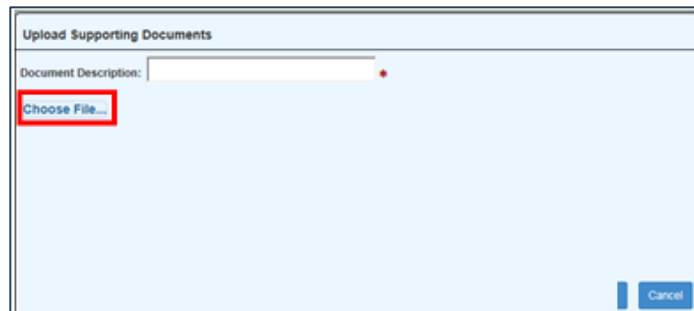 Upload Supporting Documents
Document Description: *
Choose File...
Cancel